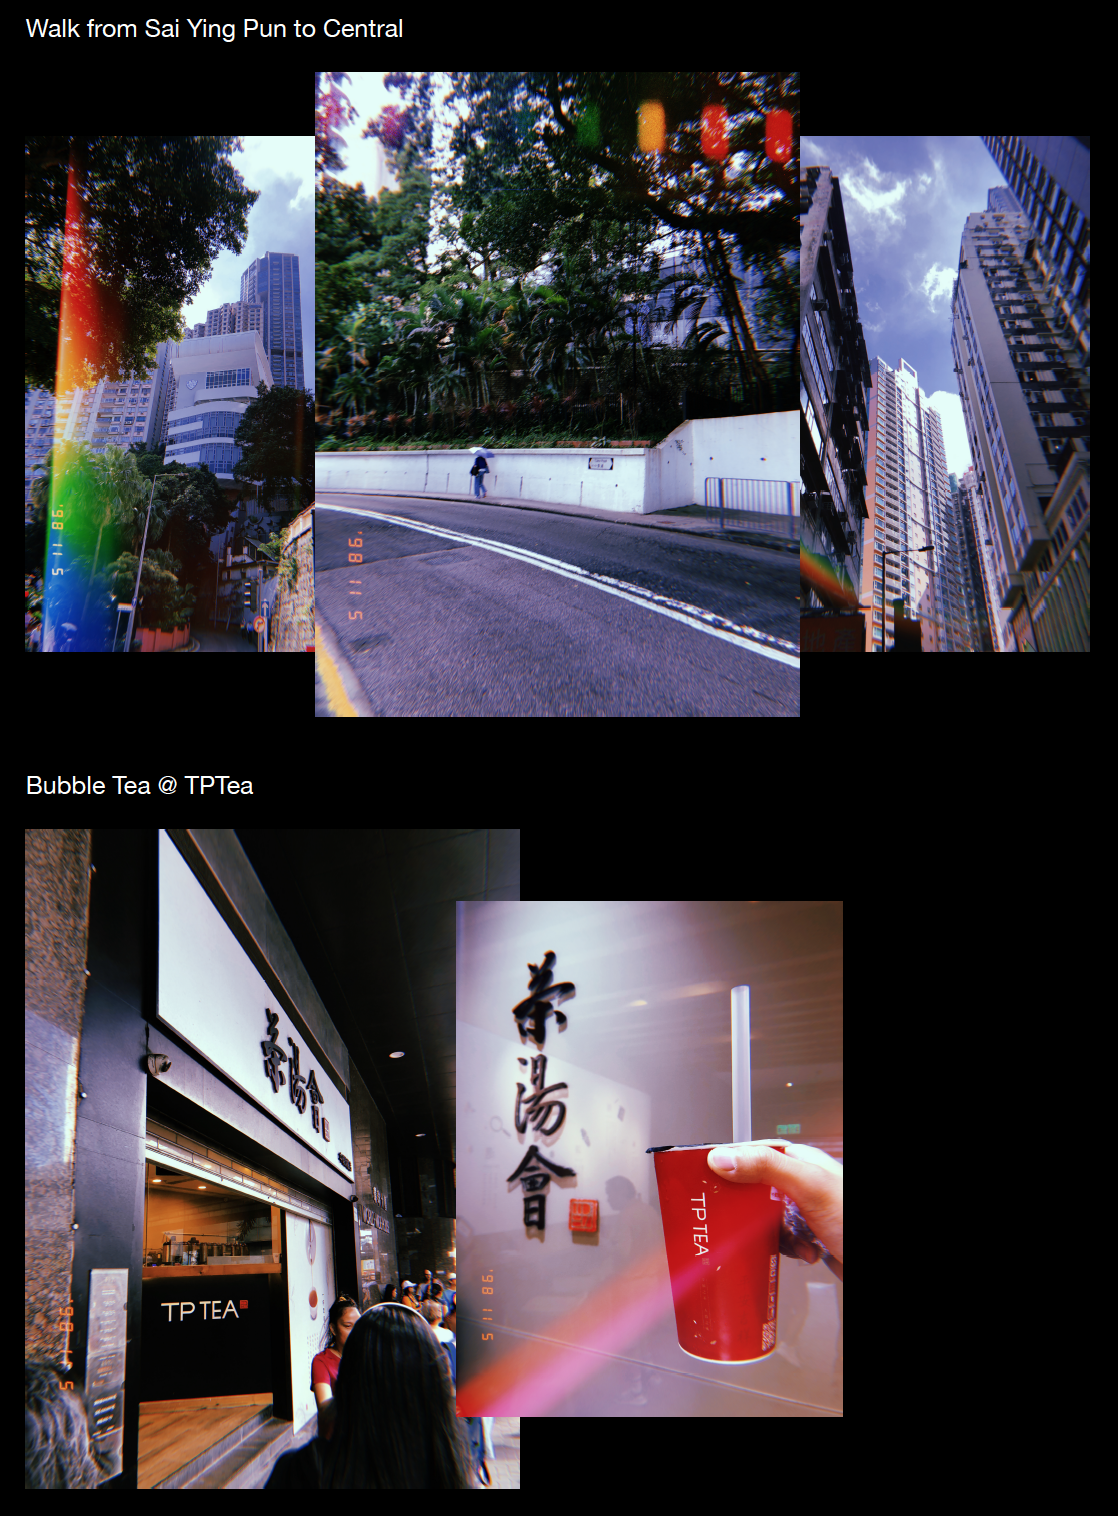 Walk from Sai Ying Pun to Central
'98 11 5
'98 11 5
Bubble Tea @ TPTea
茶湯會
TP TEA
'98 11 5
茶
湯
會
TP TEA
'98 11 5